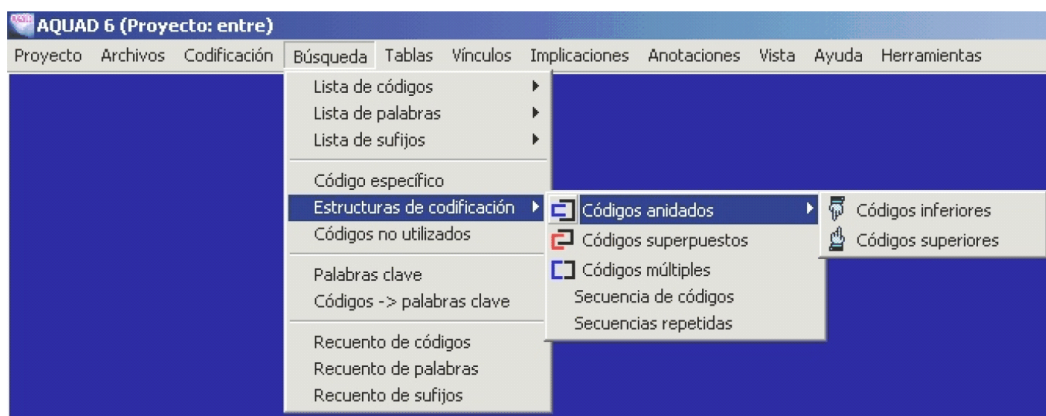 AQUAD 6 (Proyecto: entre)
Proyecto Archivos Codificación Búsqueda Tablas Vínculos Implicaciones Anotaciones Vista Ayuda Herramientas
Lista de códigos
Lista de palabras
Lista de sufijos
Código específico
Estructuras de codificación
Códigos no utilizados
Palabras clave
Códigos -> palabras clave
Recuento de códigos
Recuento de palabras
Recuento de sufijos
Códigos anidados
Códigos superpuestos
Códigos múltiples
Secuencia de códigos
Secuencias repetidas
Códigos inferiores
Códigos superiores